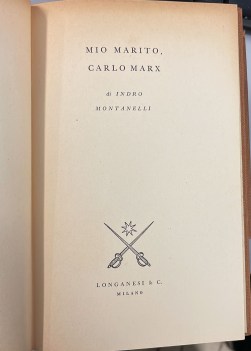 MIO MARITO,
CARLO MARX
di INDRO
MONTANELLI
LONGANESI & C.
MILANO